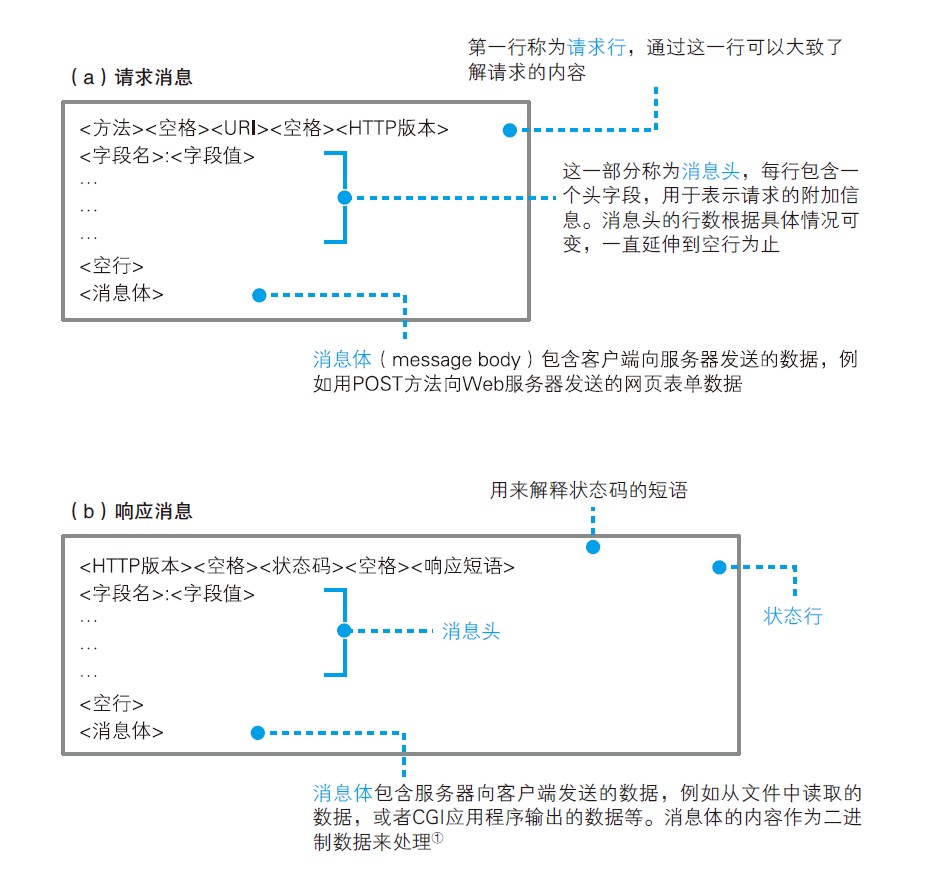 第一行称为请求行，通过这一行可以大致了
解请求的内容
（a）请求消息
<方法><空格><URI><空格><HTTP版本>
<字段名>:<字段值>
…
…
…
<空行>
<消息体>
这一部分称为消息头，每行包含一
个头字段，用于表示请求的附加信
息。消息头的行数根据具体情况可
变，一直延伸到空行为止
消息体（message body）包含客户端向服务器发送的数据，例
如用POST方法向Web服务器发送的网页表单数据
用来解释状态码的短语
（b）响应消息
<HTTP版本><空格><状态码><空格><响应短语>
<字段名>:<字段值>
…
…
…
<空行>
<消息体>
状态行
消息头
消息体包含服务器向客户端发送的数据，例如从文件中读取的
数据，或者CGI应用程序输出的数据等。消息体的内容作为二进
制数据来处理①